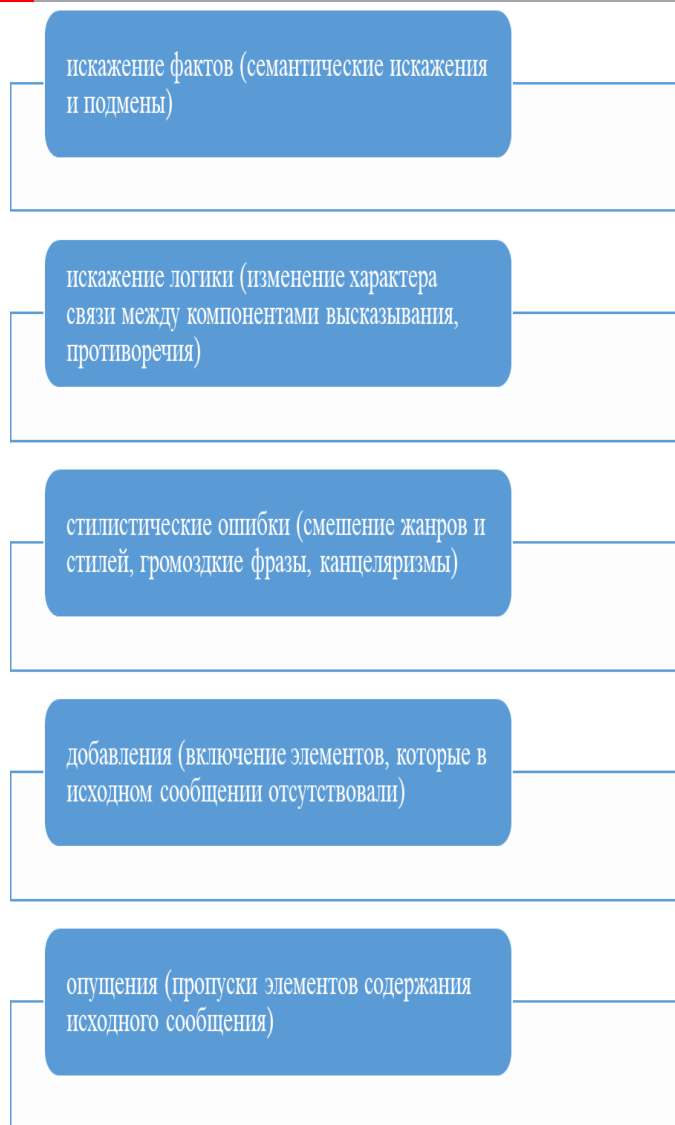 искажение фактов (семантические искажения
и подмены)
искажение логики (изменение характера
связи между компонентами высказывания,
противоречия)
стилистические ошибки (смешение жанров и
стилей, громоздкие фразы, канцеляризмы)
добавления (включение элементов, которые в
исходном сообщении отсутствовали)
опущения (пропуски элементов содержания
исходного сообщения)